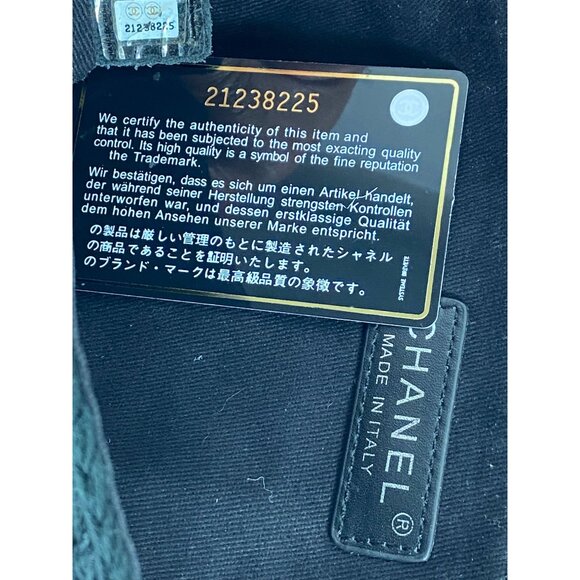 21238225
21238225
We certify the authenticity of this item and
that it has been subjected to the most exacting quality
control. Its high quality is a symbol of the fine reputation
the Trademark.
Wir bestätigen, dass es sich um einen Artikel handelt,
der während seiner Herstellung strengsten Kontrollen
unterworfen war, und dessen erstklassige Qualität
dem hohen Ansehen unserer Marke entspricht.
の製品は厳しい管理のもとに製造されたシャネル
の商品であることを証明いたします。
のブランド・マークは最高級品質の象徴です。
CHANEL®
MADE IN ITALY